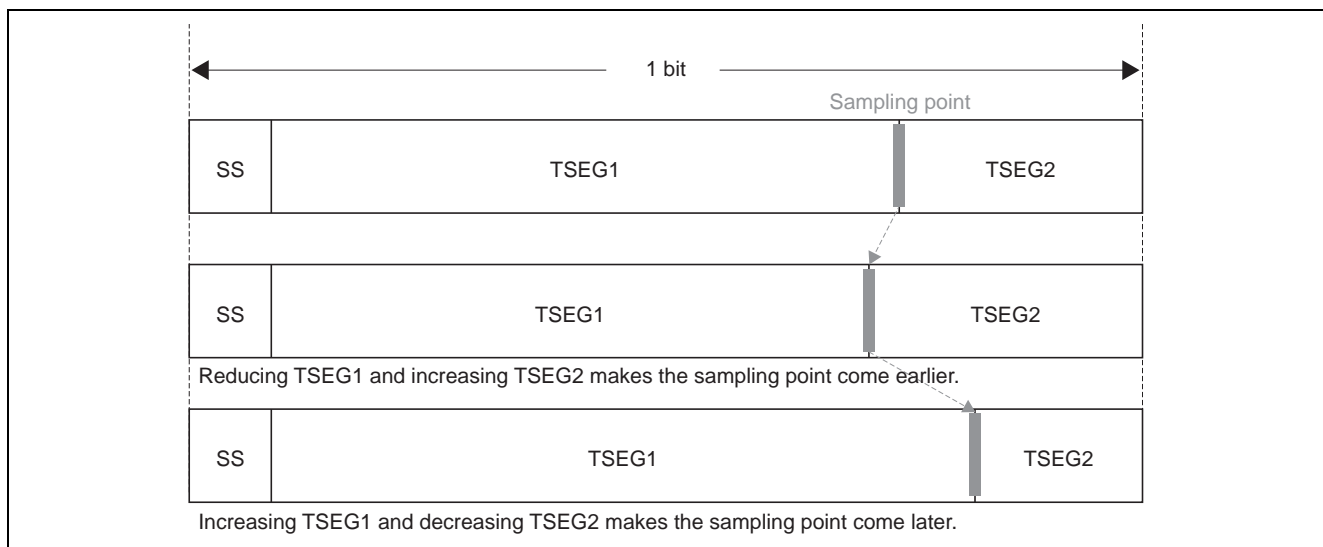 1 bit
Sampling point
SS TSEG1 TSEG2
SS TSEG1 TSEG2
Reducing TSEG1 and increasing TSEG2 makes the sampling point come earlier.
SS TSEG1 TSEG2
Increasing TSEG1 and decreasing TSEG2 makes the sampling point come later.